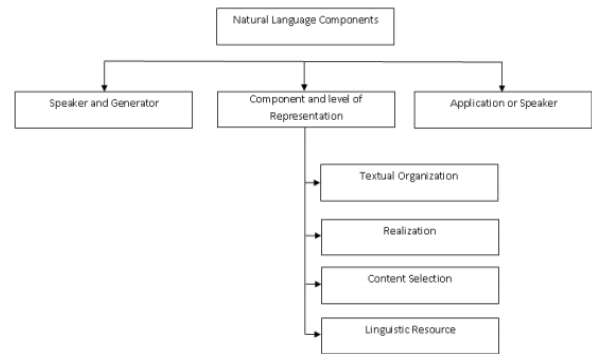 Natural Language Components
Speaker and Generator
Component and level of
Representation
Application or Speaker
Textual Organization
Realization
Content Selection
Linguistic Resource